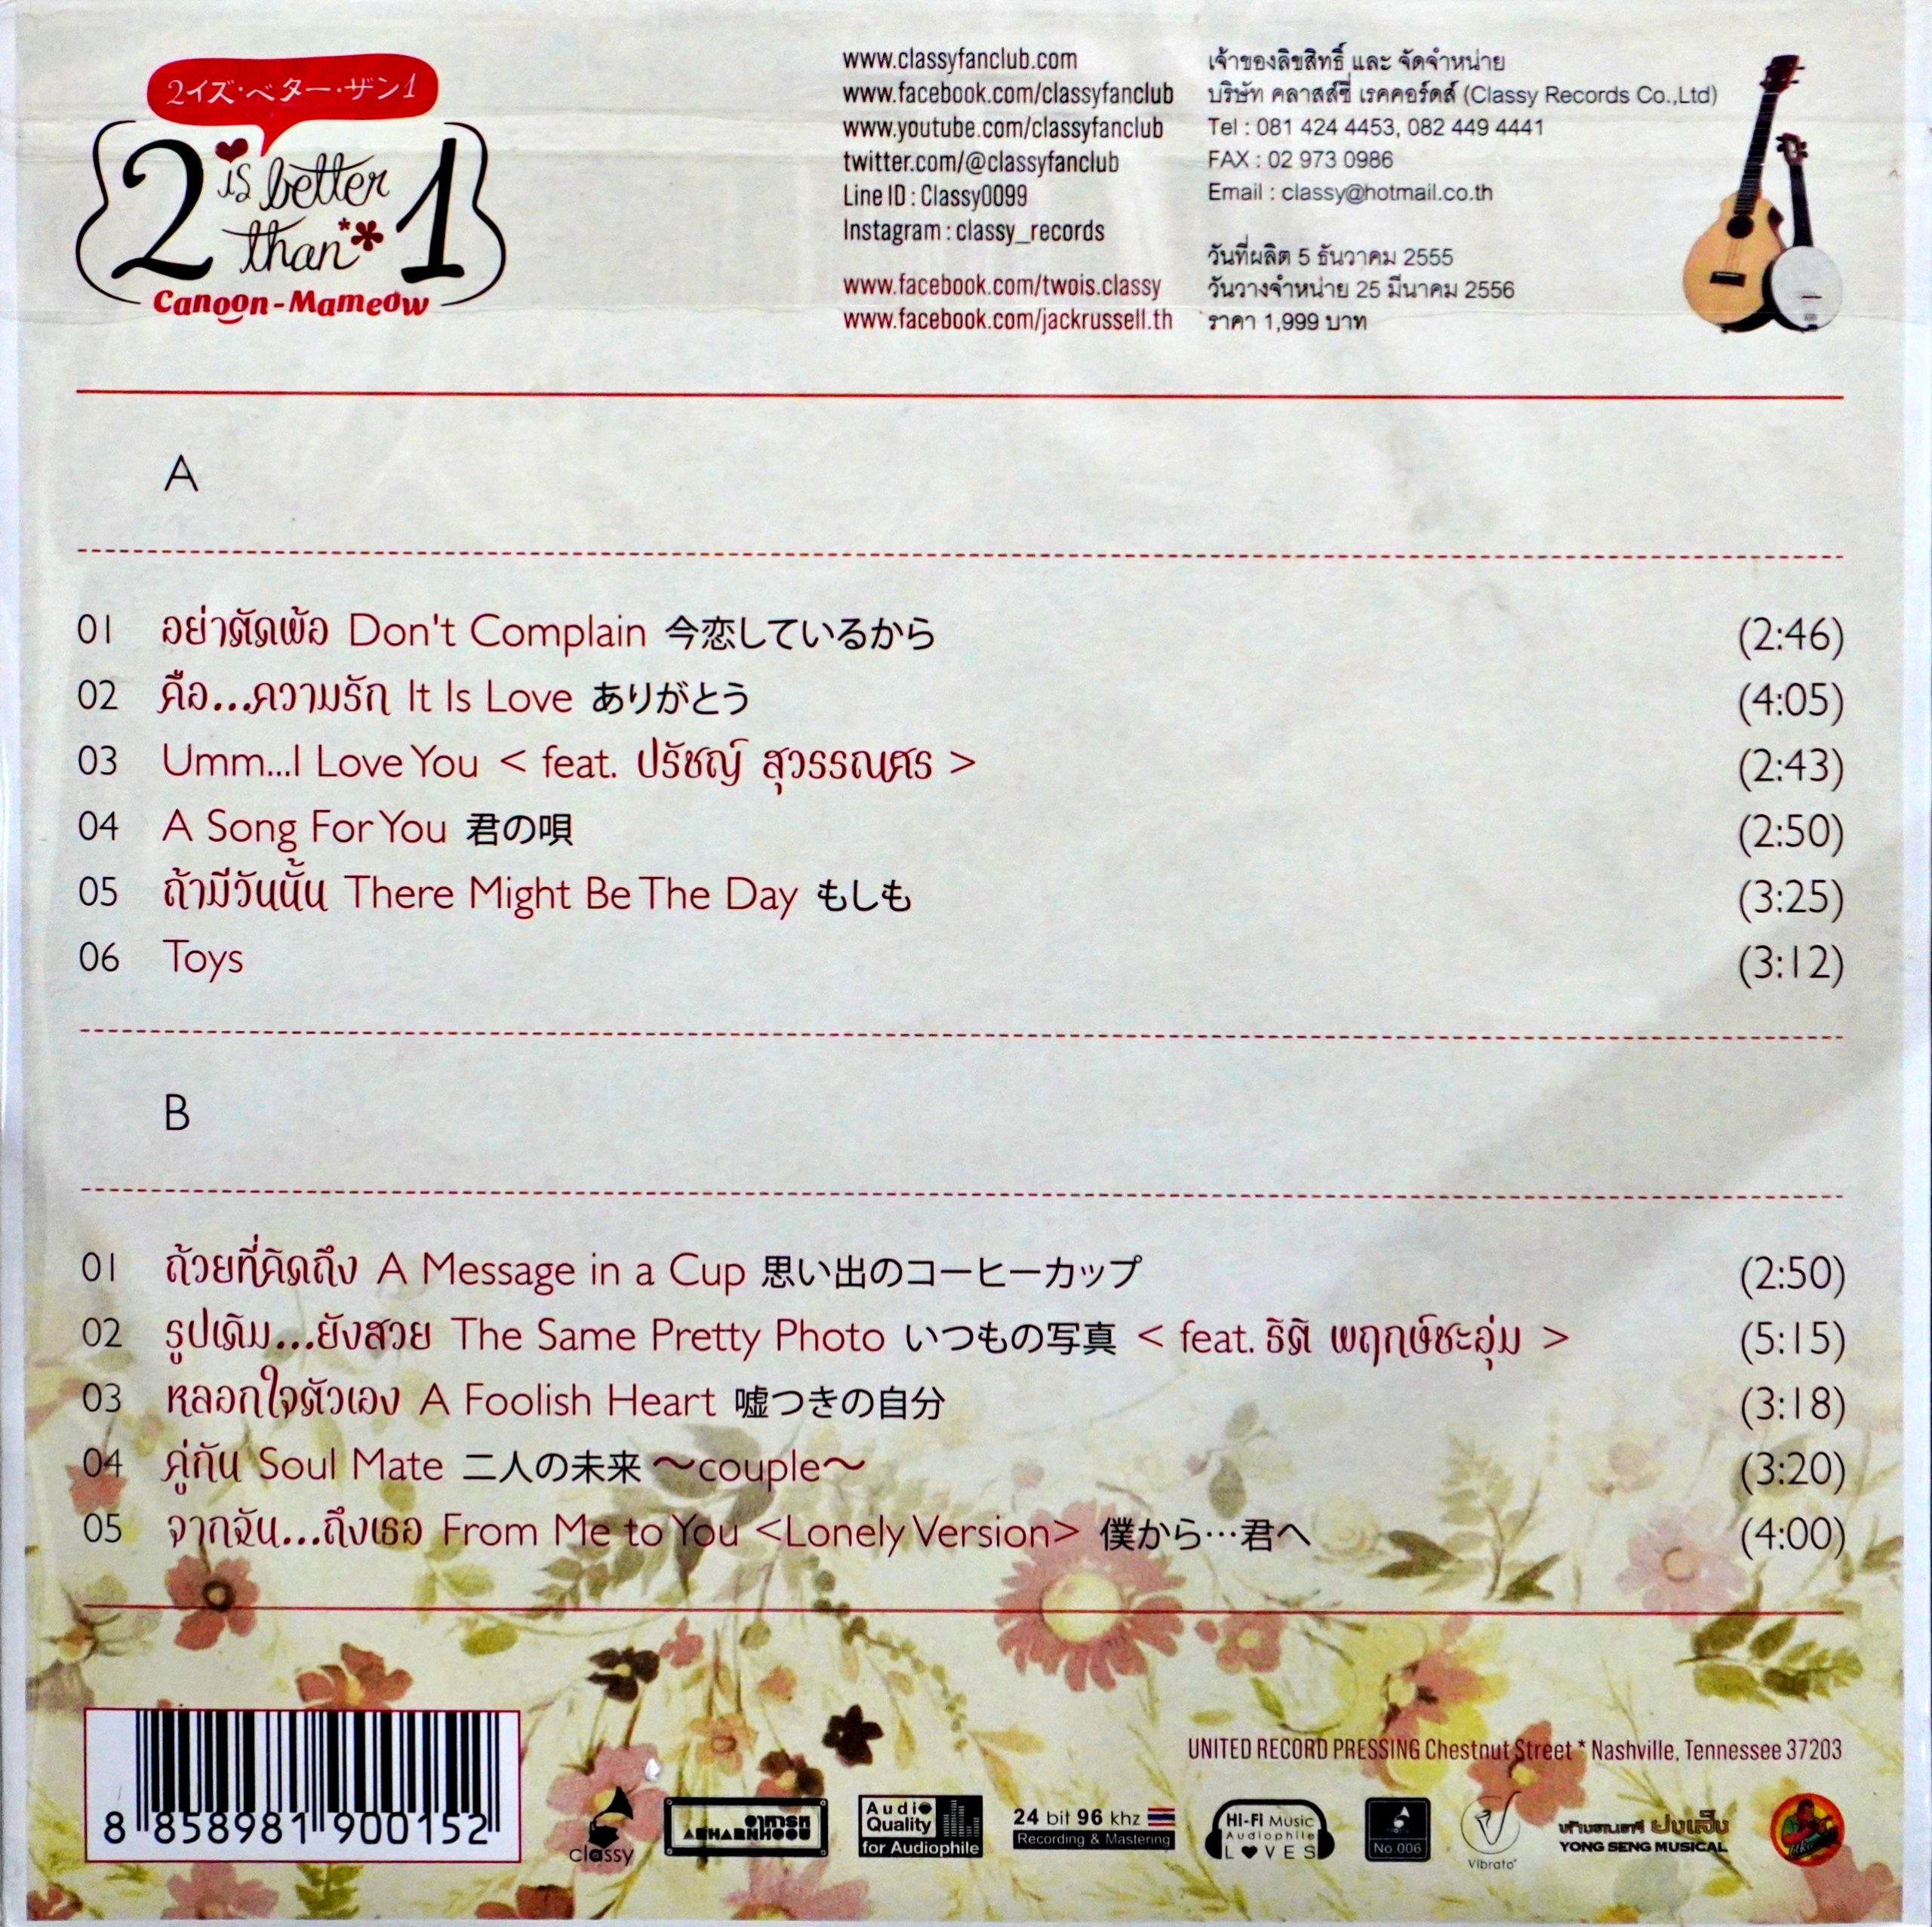 2イズ・ベター・ザン1
2 is better than 1
Canoon-Mameow
www.classyfanclub.com
www.facebook.com/classyfanclub
www.youtube.com/classyfanclub
twitter.com/@classyfanclub
Line ID : Classy0099
Instagram : classy_records
www.facebook.com/twois.classy
www.facebook.com/jackrussell.th
เจ้าของลิขสิทธิ์ และ จัดจำหน่าย
บริษัท คลาสส์ซี่ เรคคอร์ดส์ (Classy Records Co.,Ltd)
Tel : 081 424 4453, 082 449 4441
FAX : 02 973 0986
Email : classy@hotmail.co.th
วันที่ผลิต 5 ธันวาคม 2555
วันวางจำหน่าย 25 มีนาคม 2556
ราคา 1,999 บาท
A
01 อย่าตัดพ้อ Don't Complain 今恋しているから (2:46)
02 คือ...ความรัก It Is Love ありがとう (4:05)
03 Umm...I Love You < feat. ปรัชญ์ สุวรรณศร > (2:43)
04 A Song For You 君の唄 (2:50)
05 ถ้ามีวันนั้น There Might Be The Day もしも (3:25)
06 Toys (3:12)
B
01 ถ้วยที่คิดถึง A Message in a Cup 思い出のコーヒーカップ (2:50)
02 รูปเดิม...ยังสวย The Same Pretty Photo いつもの写真 < feat. ธิติ พฤกษ์ชะอุ่ม > (5:15)
03 หลอกใจตัวเอง A Foolish Heart 嘘つきの自分 (3:18)
04 คู่กัน Soul Mate 二人の未来 〜couple〜 (3:20)
05 จากฉัน...ถึงเธอ From Me to You <Lonely Version> 僕から…君へ (4:00)
UNITED RECORD PRESSING Chestnut Street * Nashville, Tennessee 37203
8 858981 900152
classy
Audio Quality for Audiophile
24 bit 96 khz
Recording & Mastering
Hi-Fi Music
Audiophile
LOVES
No.006
Vibrato
YONG SENG MUSICAL